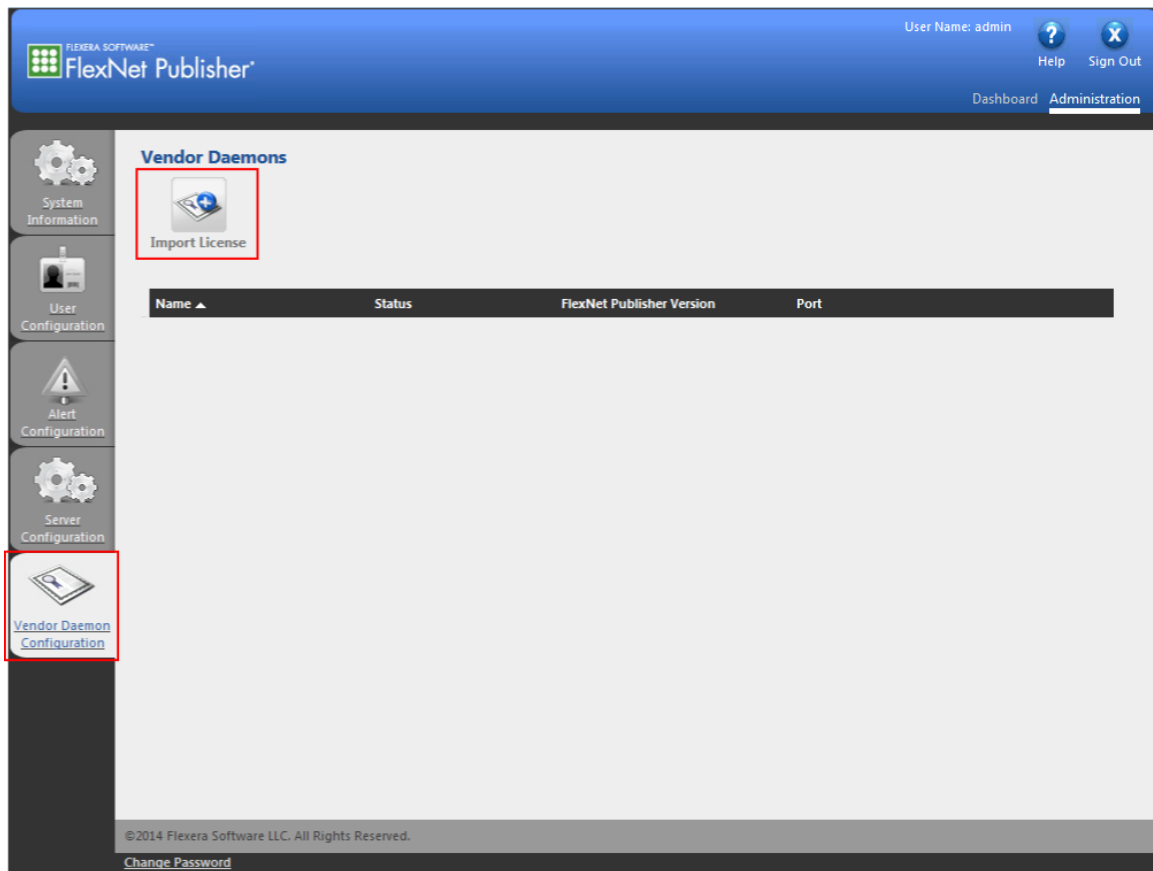 User Name: admin
FLEXERA SOFTWARE™
FlexNet Publisher®
?
X
Help
Sign Out
Dashboard
Administration
System
Information
User
Configuration
Alert
Configuration
Server
Configuration
Vendor Daemon
Configuration
Vendor Daemons
Import License
Name ▲ Status FlexNet Publisher Version Port
©2014 Flexera Software LLC. All Rights Reserved.
Change Password